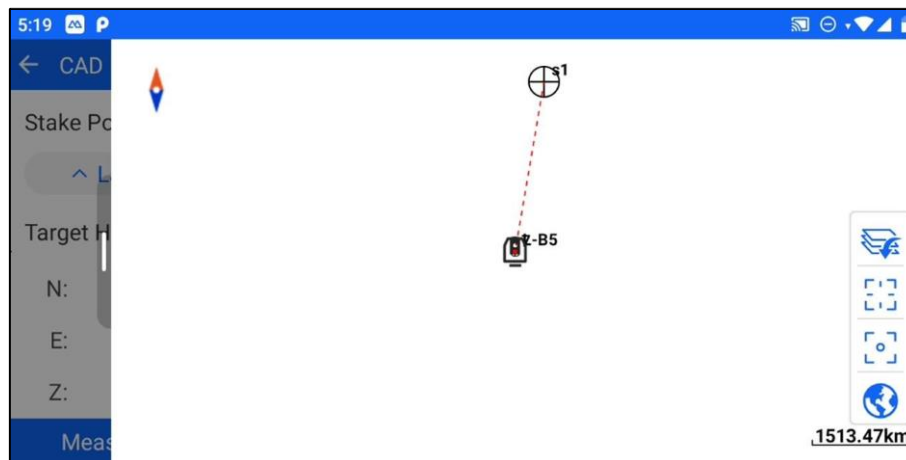 5:19
CAD
s1
Stake Po
L
Target H
-B5
N:
E:
Z:
Meas
1513.47km